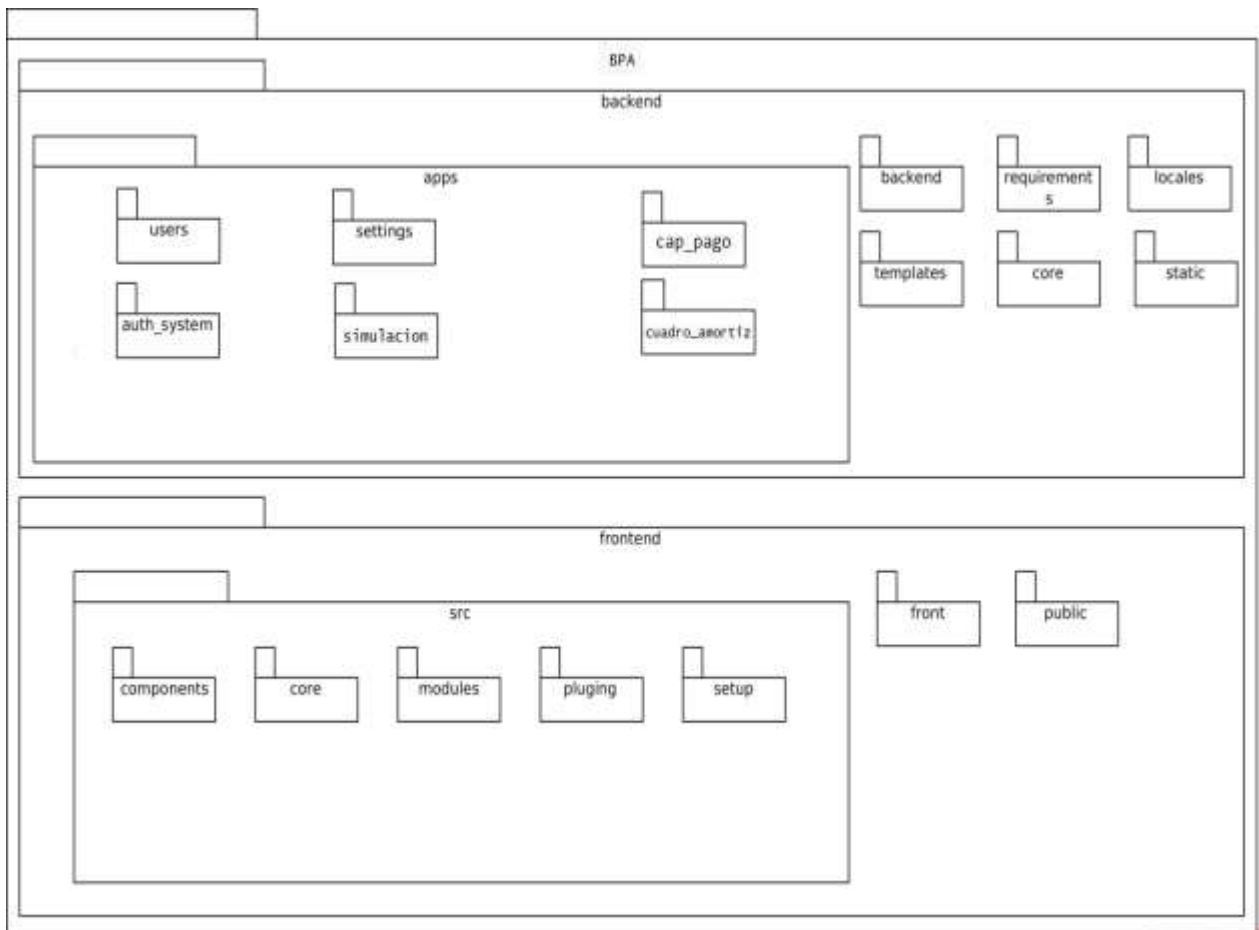 BPA
backend
apps
backend
requirement
s
locales
users
settings
cap_pago
templates
core
static
auth_system
simulacion
cuadro_amortiz
frontend
src
front
public
components
core
modules
pluging
setup